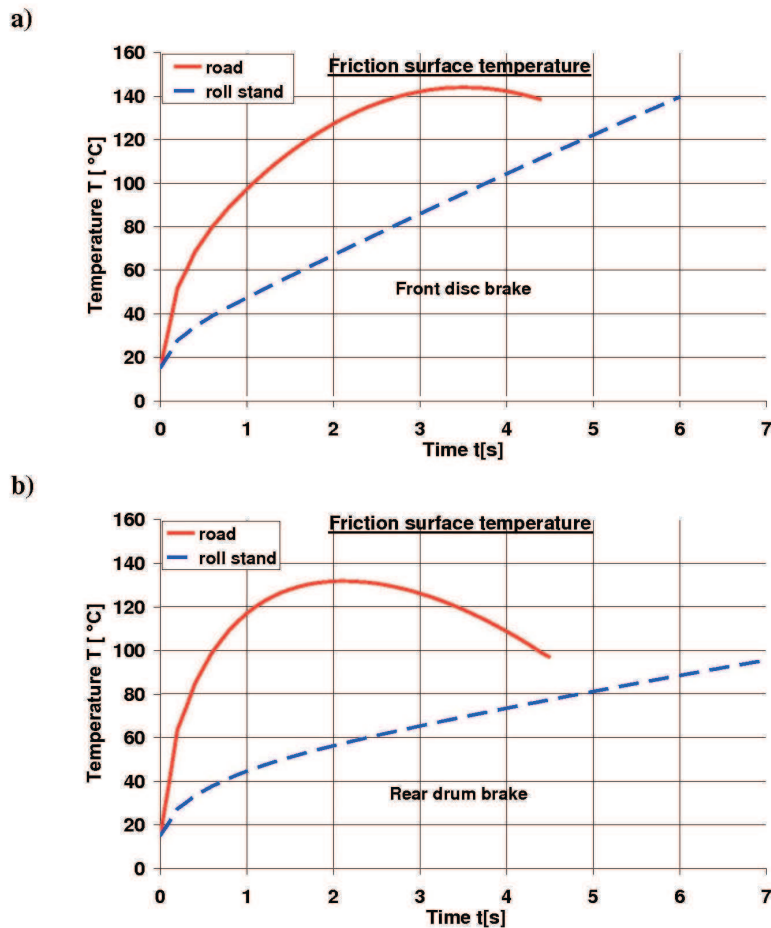 a)
160
140
120
100
80
60
40
20
0
Temperature T [ °C]
road
roll stand
Friction surface temperature
Front disc brake
0 1 2 3 4 5 6 7
Time t[s]
b)
160
140
120
100
80
60
40
20
0
Temperature T [ °C]
road
roll stand
Friction surface temperature
Rear drum brake
0 1 2 3 4 5 6 7
Time t[s]